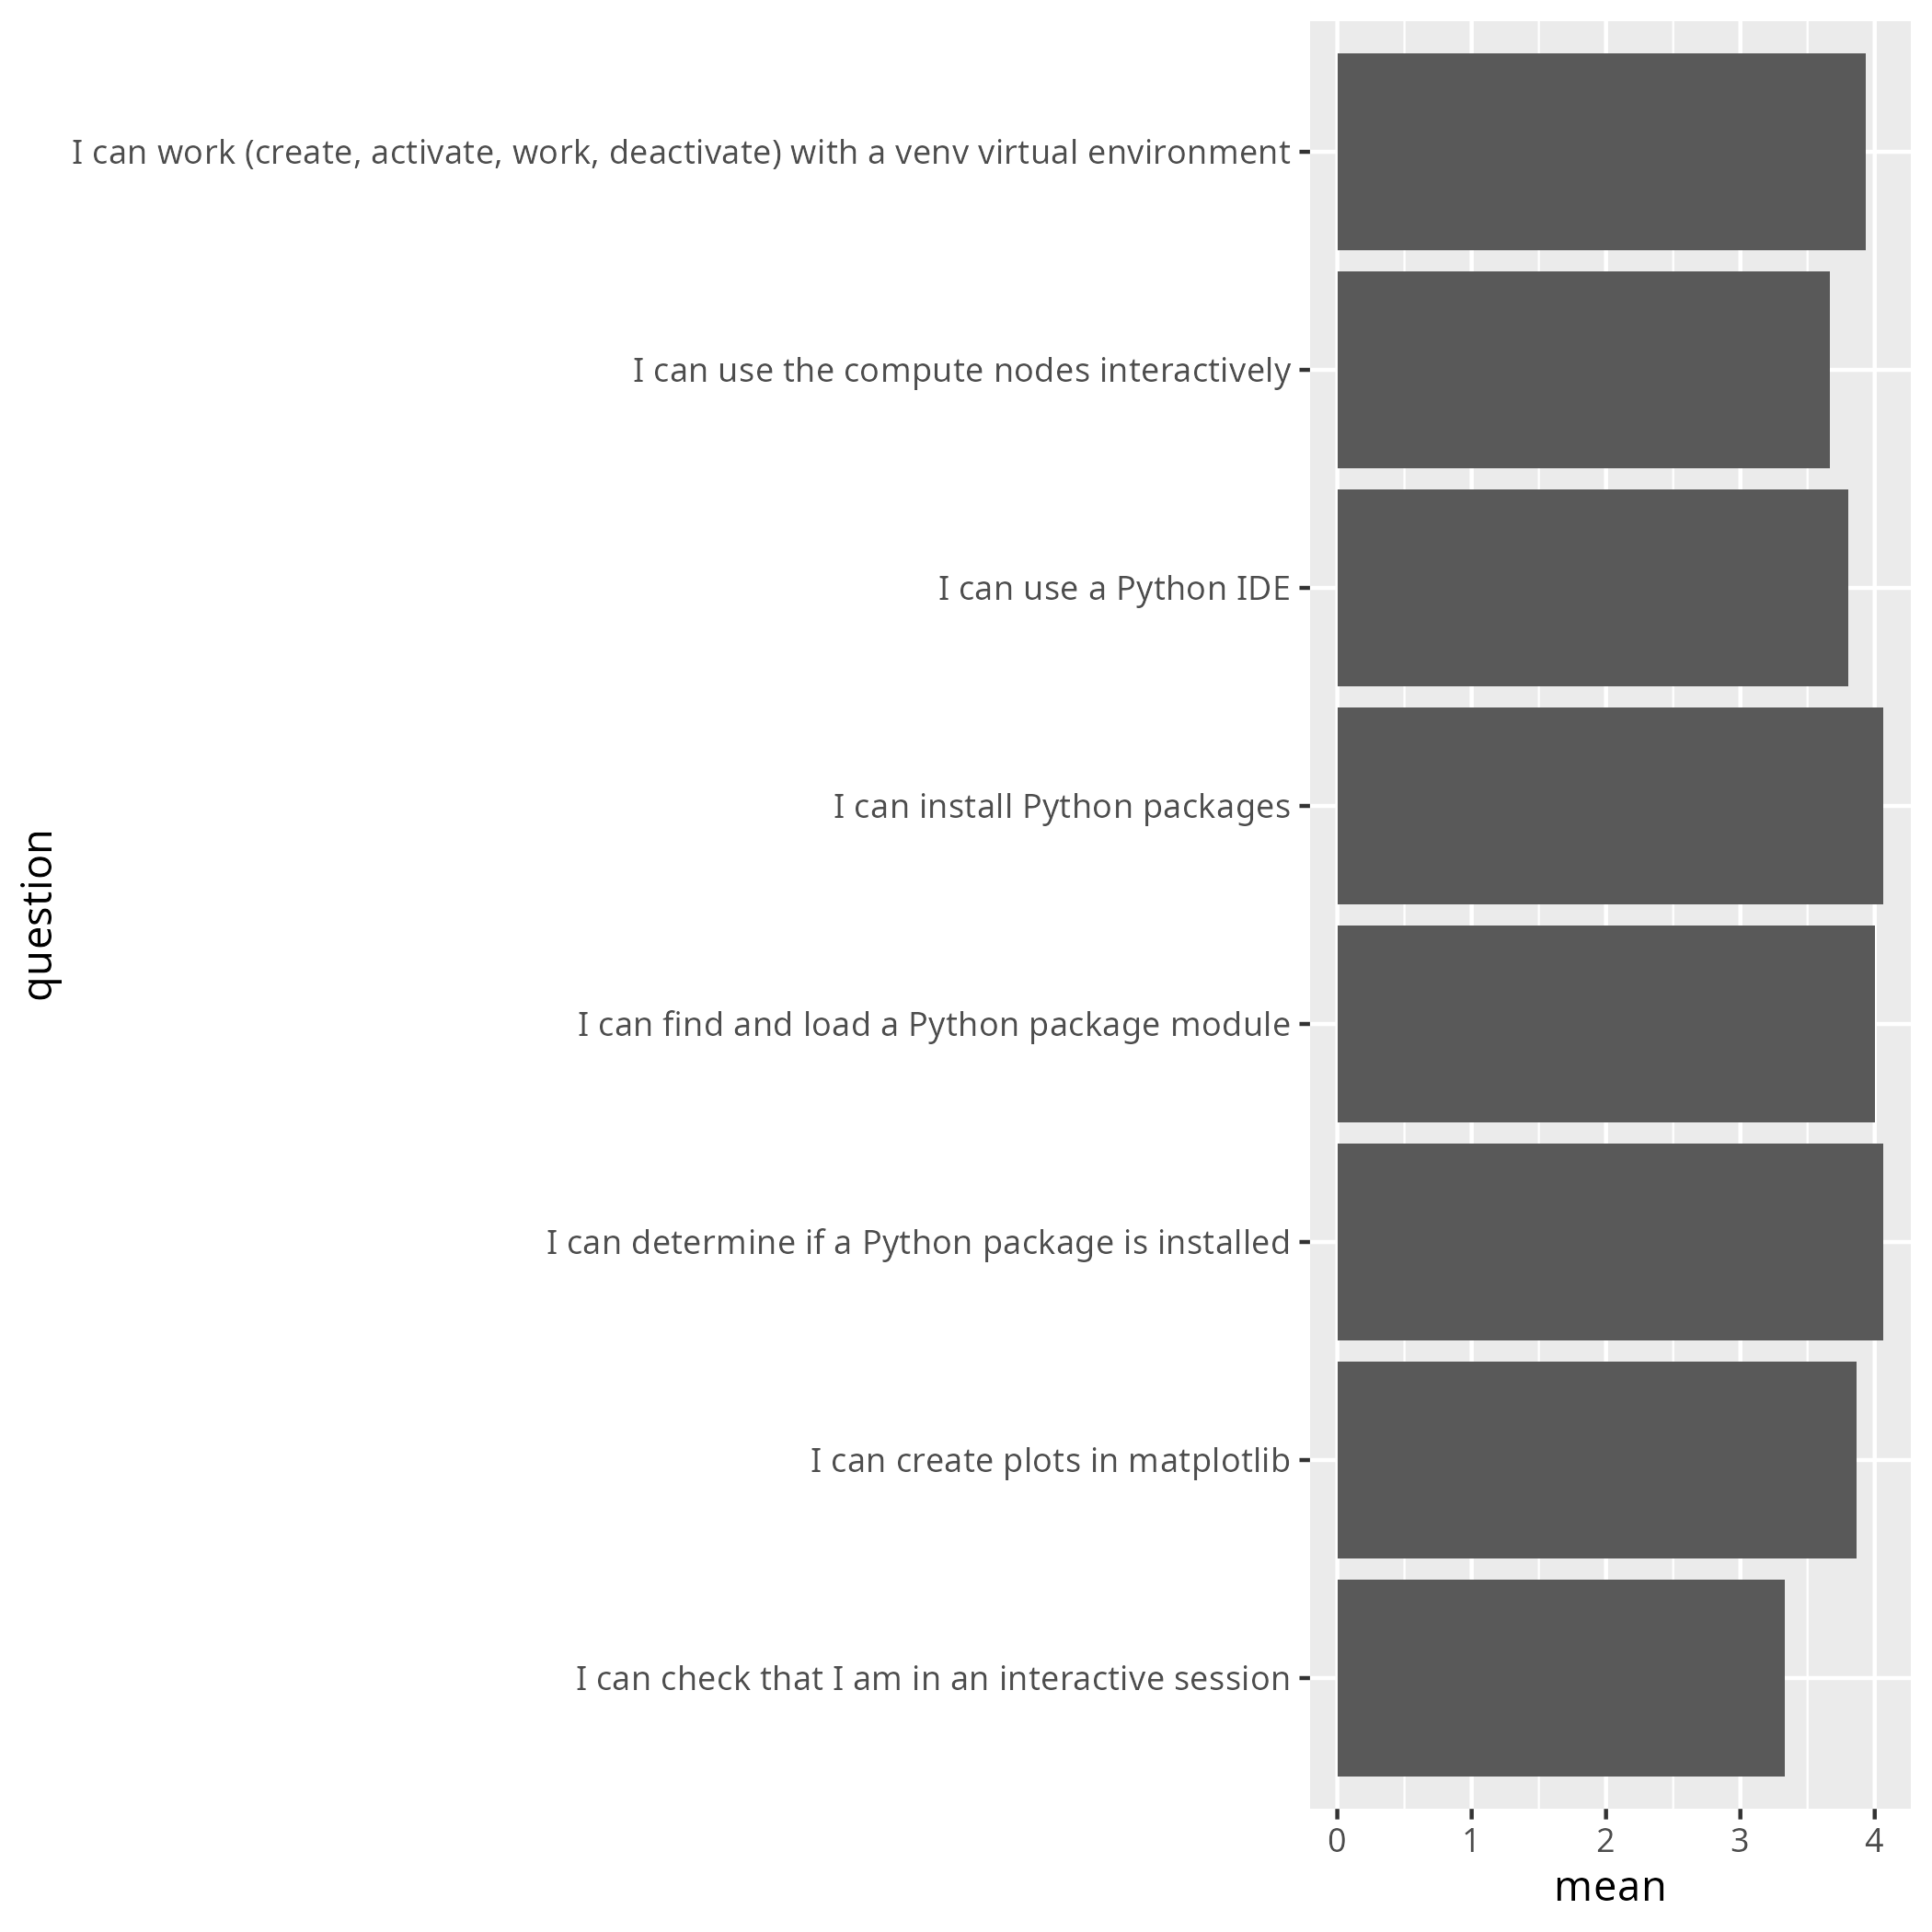 I can work (create, activate, work, deactivate) with a venv virtual environment
I can use the compute nodes interactively
I can use a Python IDE
I can install Python packages
I can find and load a Python package module
I can determine if a Python package is installed
I can create plots in matplotlib
I can check that I am in an interactive session
question
0 1 2 3 4
mean